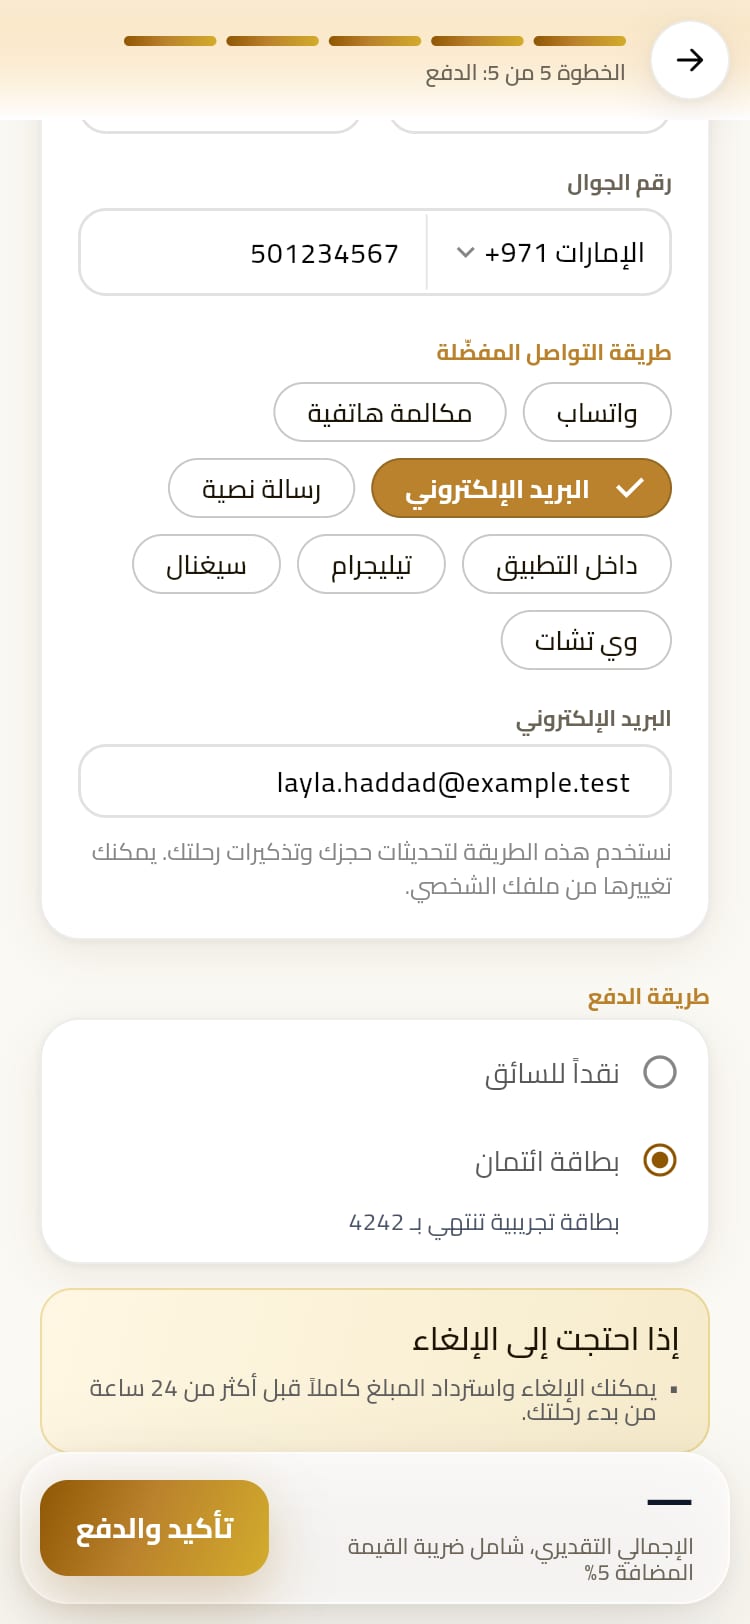 الخطوة 5 من 5: الدفع
رقم الجوال
الإمارات 971+
501234567
طريقة التواصل المفضّلة
واتساب
مكالمة هاتفية
البريد الإلكتروني
رسالة نصية
داخل التطبيق
تيليجرام
سيغنال
وي تشات
البريد الإلكتروني
layla.haddad@example.test
نستخدم هذه الطريقة لتحديثات حجزك وتذكيرات رحلتك. يمكنك
تغييرها من ملفك الشخصي.
طريقة الدفع
نقداً للسائق
بطاقة ائتمان
بطاقة تجريبية تنتهي بـ 4242
إذا احتجت إلى الإلغاء
▪ يمكنك الإلغاء واسترداد المبلغ كاملاً قبل أكثر من 24 ساعة
من بدء رحلتك.
—
الإجمالي التقديري، شامل ضريبة القيمة
المضافة 5%
تأكيد والدفع